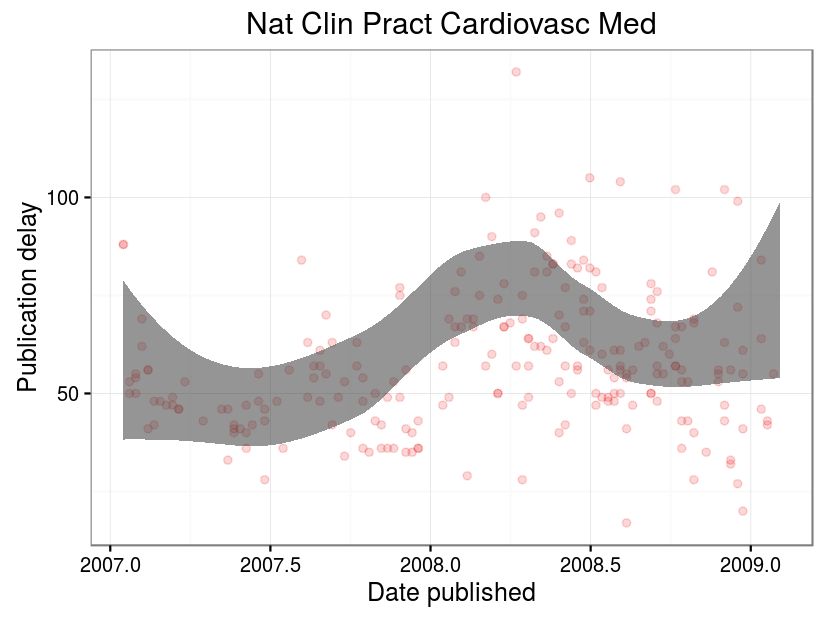 Nat Clin Pract Cardiovasc Med
Publication delay
100
50
2007.0 2007.5 2008.0 2008.5 2009.0
Date published